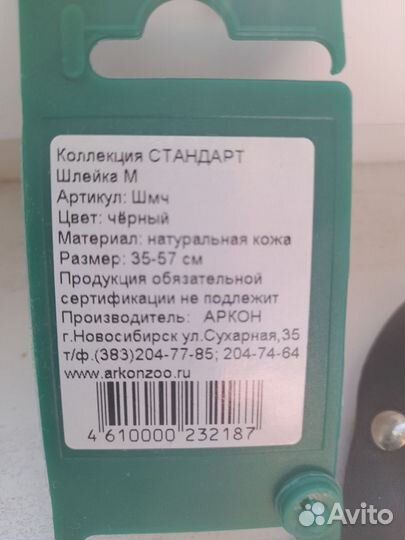 Коллекция СТАНДАРТ
Шлейка М
Артикул: Шмч
Цвет: чёрный
Материал: натуральная кожа
Размер: 35-57 см
Продукция обязательной
сертификации не подлежит
Производитель: АРКОН
г.Новосибирск ул.Сухарная,35
т/ф.(383)204-77-85; 204-74-64
www.arkonzoo.ru
4 610000 232187
Avito